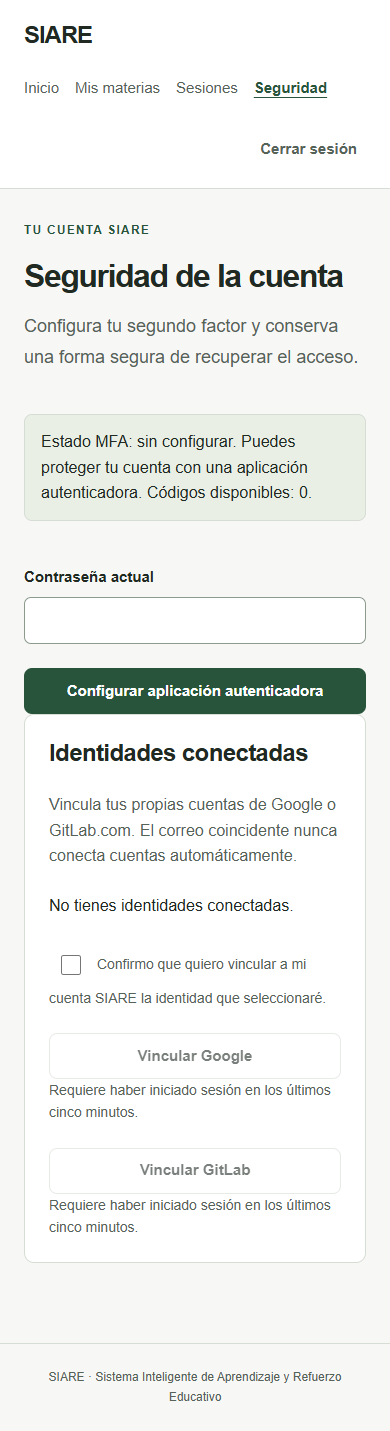 SIARE
Inicio Mis materias Sesiones Seguridad
Cerrar sesión
TU CUENTA SIARE
Seguridad de la cuenta
Configura tu segundo factor y conserva
una forma segura de recuperar el acceso.
Estado MFA: sin configurar. Puedes
proteger tu cuenta con una aplicación
autenticadora. Códigos disponibles: 0.
Contraseña actual
Configurar aplicación autenticadora
Identidades conectadas
Vincula tus propias cuentas de Google o
GitLab.com. El correo coincidente nunca
conecta cuentas automáticamente.
No tienes identidades conectadas.
Confirmo que quiero vincular a mi
cuenta SIARE la identidad que seleccionaré.
Vincular Google
Requiere haber iniciado sesión en los últimos
cinco minutos.
Vincular GitLab
Requiere haber iniciado sesión en los últimos
cinco minutos.
SIARE · Sistema Inteligente de Aprendizaje y Refuerzo
Educativo